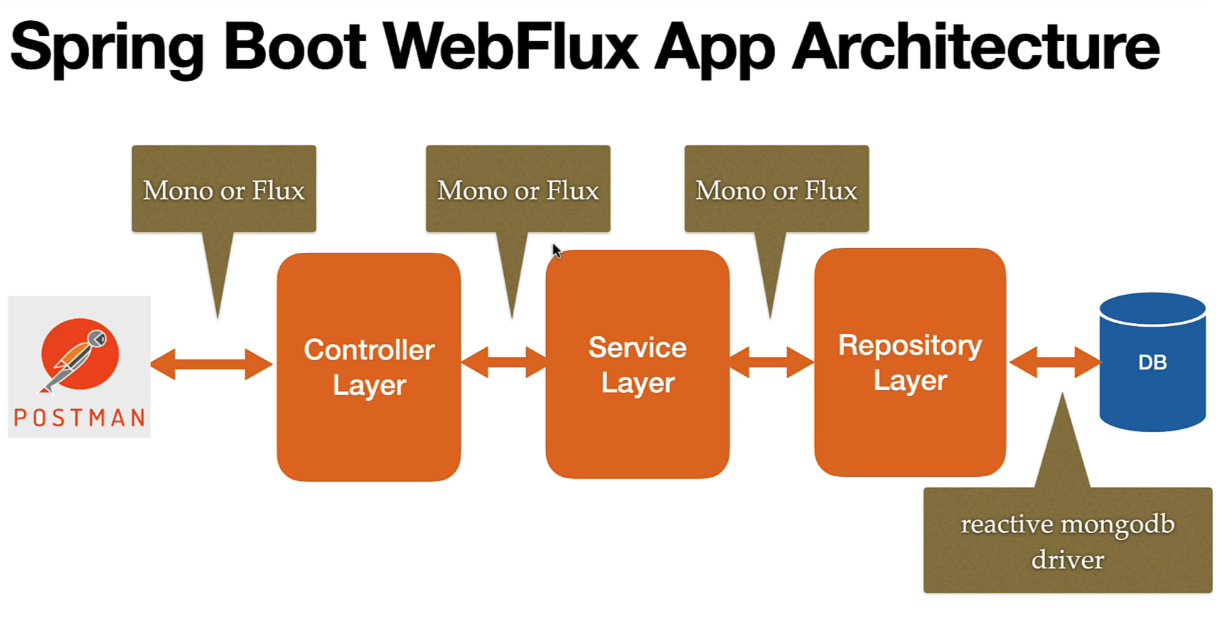 Spring Boot WebFlux App Architecture
Mono or Flux
Mono or Flux
Mono or Flux
POSTMAN
Controller
Layer
Service
Layer
Repository
Layer
DB
reactive mongodb
driver